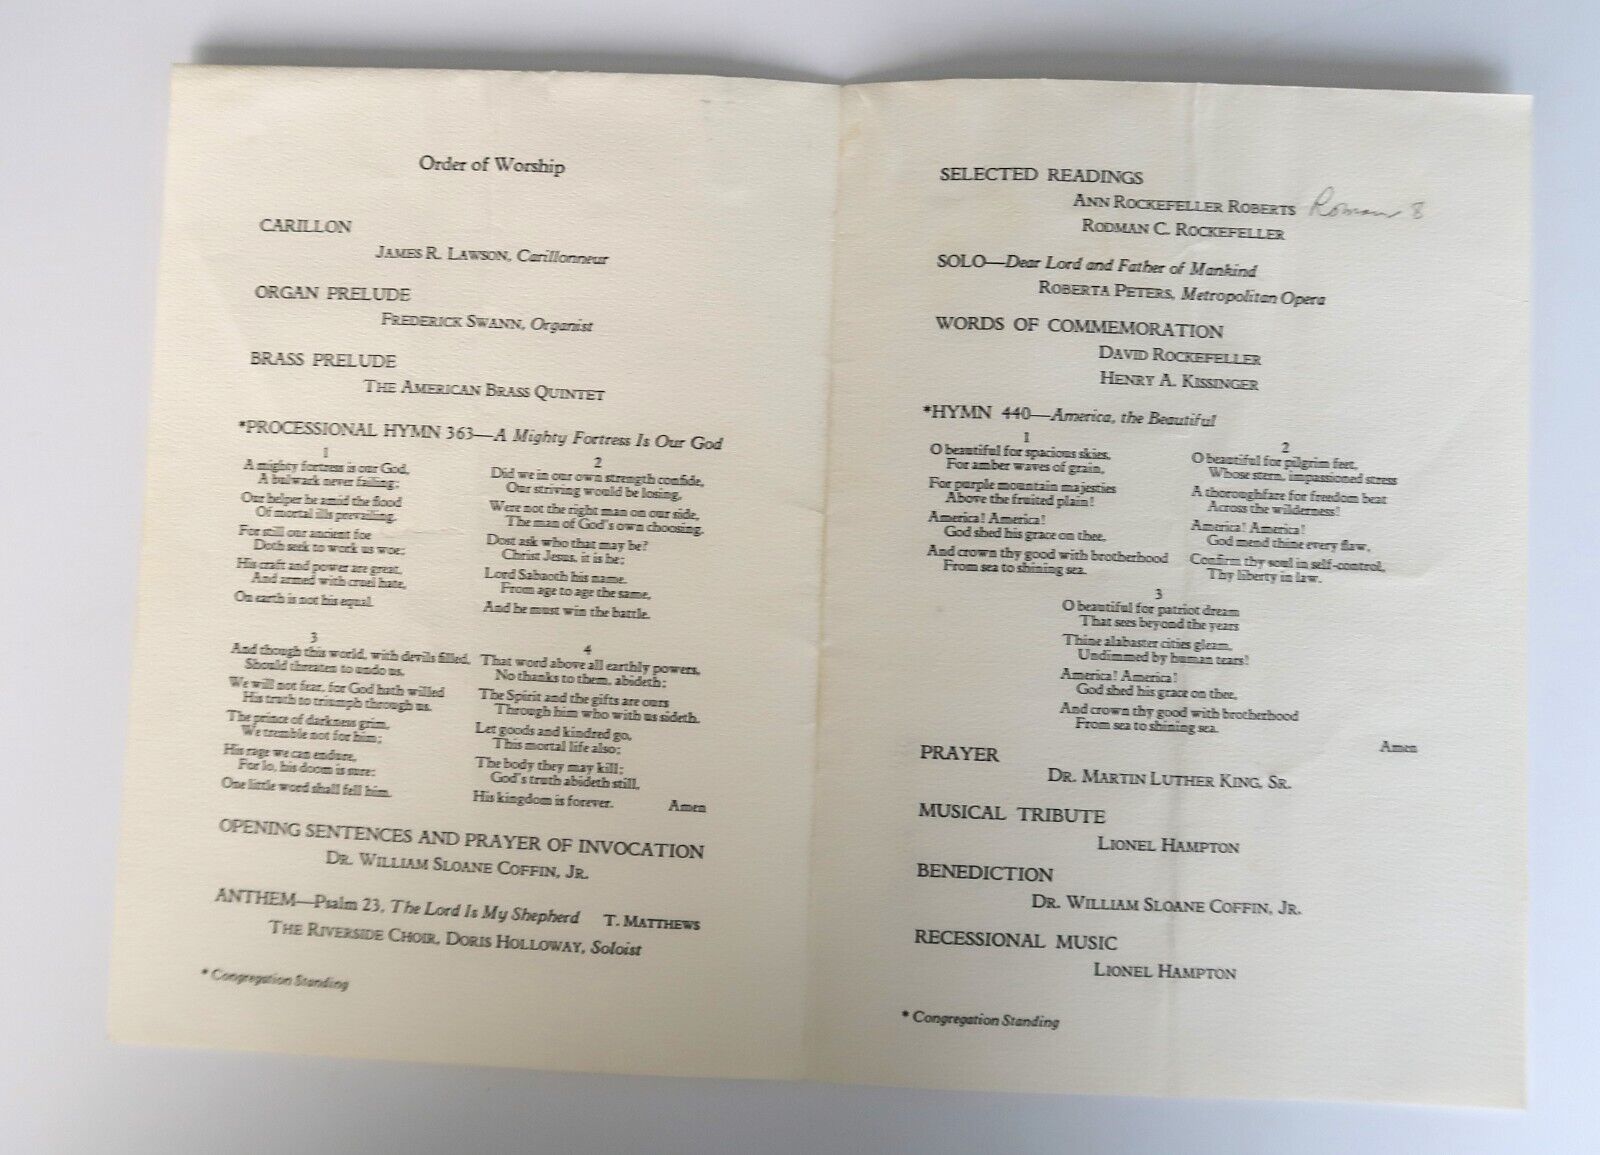 Order of Worship
CARILLON
JAMES R. LAWSON, Carillonneur
ORGAN PRELUDE
FREDERICK SWANN, Organist
BRASS PRELUDE
THE AMERICAN BRASS QUINTET
*PROCESSIONAL HYMN 363—A Mighty Fortress Is Our God
1
A mighty fortress is our God,
A bulwark never failing;
Our helper he amid the flood
Of mortal ills prevailing.
For still our ancient foe
Doth seek to work us woe;
His craft and power are great,
And armed with cruel hate,
On earth is not his equal.
2
Did we in our own strength confide,
Our striving would be losing,
Were not the right man on our side,
The man of God's own choosing.
Dost ask who that may be?
Christ Jesus, it is he;
Lord Sabaoth his name,
From age to age the same,
And he must win the battle.
3
And though this world, with devils filled,
Should threaten to undo us,
We will not fear, for God hath willed
His truth to triumph through us.
The prince of darkness grim,
We tremble not for him;
His rage we can endure,
For lo, his doom is sure;
One little word shall fell him.
4
That word above all earthly powers,
No thanks to them, abideth;
The Spirit and the gifts are ours
Through him who with us sideth.
Let goods and kindred go,
This mortal life also;
The body they may kill;
God's truth abideth still,
His kingdom is forever. Amen
OPENING SENTENCES AND PRAYER OF INVOCATION
DR. WILLIAM SLOANE COFFIN, JR.
ANTHEM—Psalm 23, The Lord Is My Shepherd T. MATTHEWS
THE RIVERSIDE CHOIR, DORIS HOLLOWAY, Soloist
* Congregation Standing
SELECTED READINGS
ANN ROCKEFELLER ROBERTS Romans 8
RODMAN C. ROCKEFELLER
SOLO—Dear Lord and Father of Mankind
ROBERTA PETERS, Metropolitan Opera
WORDS OF COMMEMORATION
DAVID ROCKEFELLER
HENRY A. KISSINGER
*HYMN 440—America, the Beautiful
1
O beautiful for spacious skies,
For amber waves of grain,
For purple mountain majesties
Above the fruited plain!
America! America!
God shed his grace on thee,
And crown thy good with brotherhood
From sea to shining sea.
2
O beautiful for pilgrim feet,
Whose stern, impassioned stress
A thoroughfare for freedom beat
Across the wilderness!
America! America!
God mend thine every flaw,
Confirm thy soul in self-control,
Thy liberty in law.
3
O beautiful for patriot dream
That sees beyond the years
Thine alabaster cities gleam,
Undimmed by human tears!
America! America!
God shed his grace on thee,
And crown thy good with brotherhood
From sea to shining sea.
Amen
PRAYER
DR. MARTIN LUTHER KING, SR.
MUSICAL TRIBUTE
LIONEL HAMPTON
BENEDICTION
DR. WILLIAM SLOANE COFFIN, JR.
RECESSIONAL MUSIC
LIONEL HAMPTON
* Congregation Standing